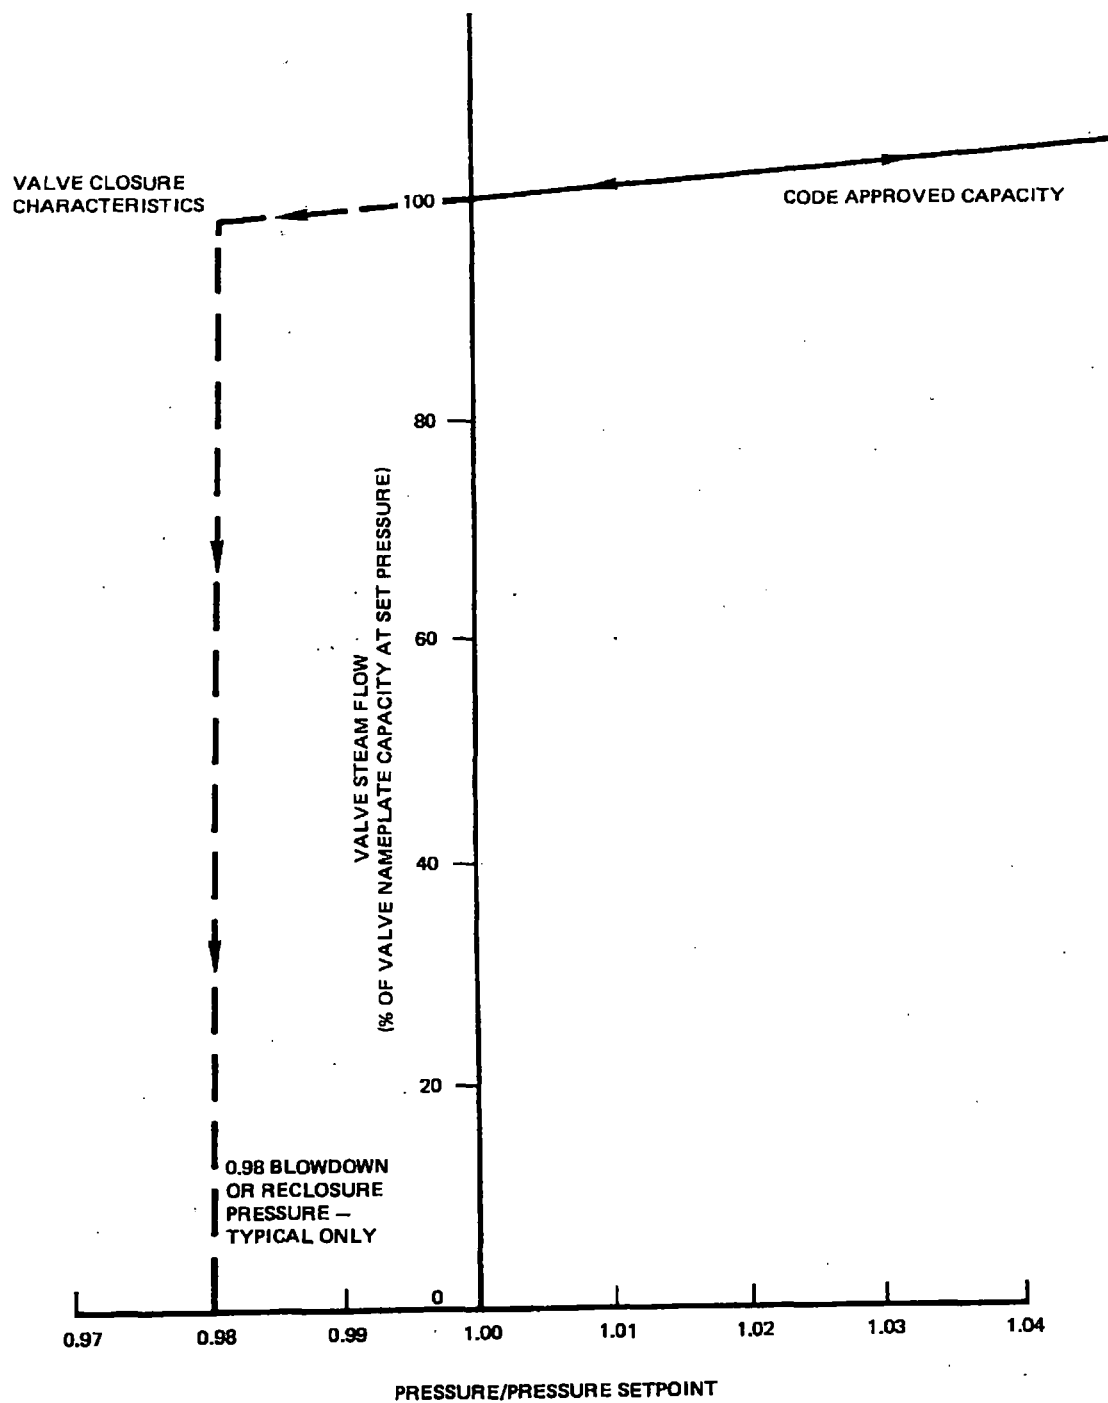 VALVE CLOSURE
CHARACTERISTICS
100
CODE APPROVED CAPACITY
80
60
40
20
0
VALVE STEAM FLOW
(% OF VALVE NAMEPLATE CAPACITY AT SET PRESSURE)
0.98 BLOWDOWN
OR RECLOSURE
PRESSURE —
TYPICAL ONLY
0.97 0.98 0.99 1.00 1.01 1.02 1.03 1.04
PRESSURE/PRESSURE SETPOINT